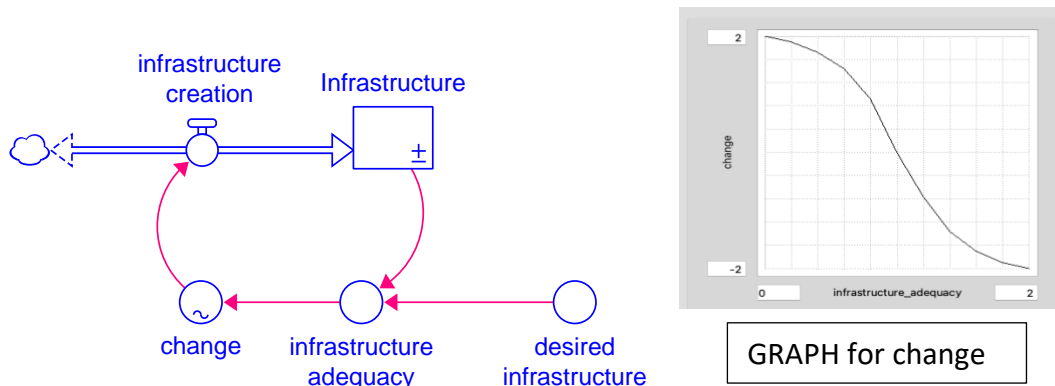 infrastructure
creation
Infrastructure
±
~
change
infrastructure
adequacy
desired
infrastructure
2
change
-2
0
infrastructure_adequacy
2
GRAPH for change